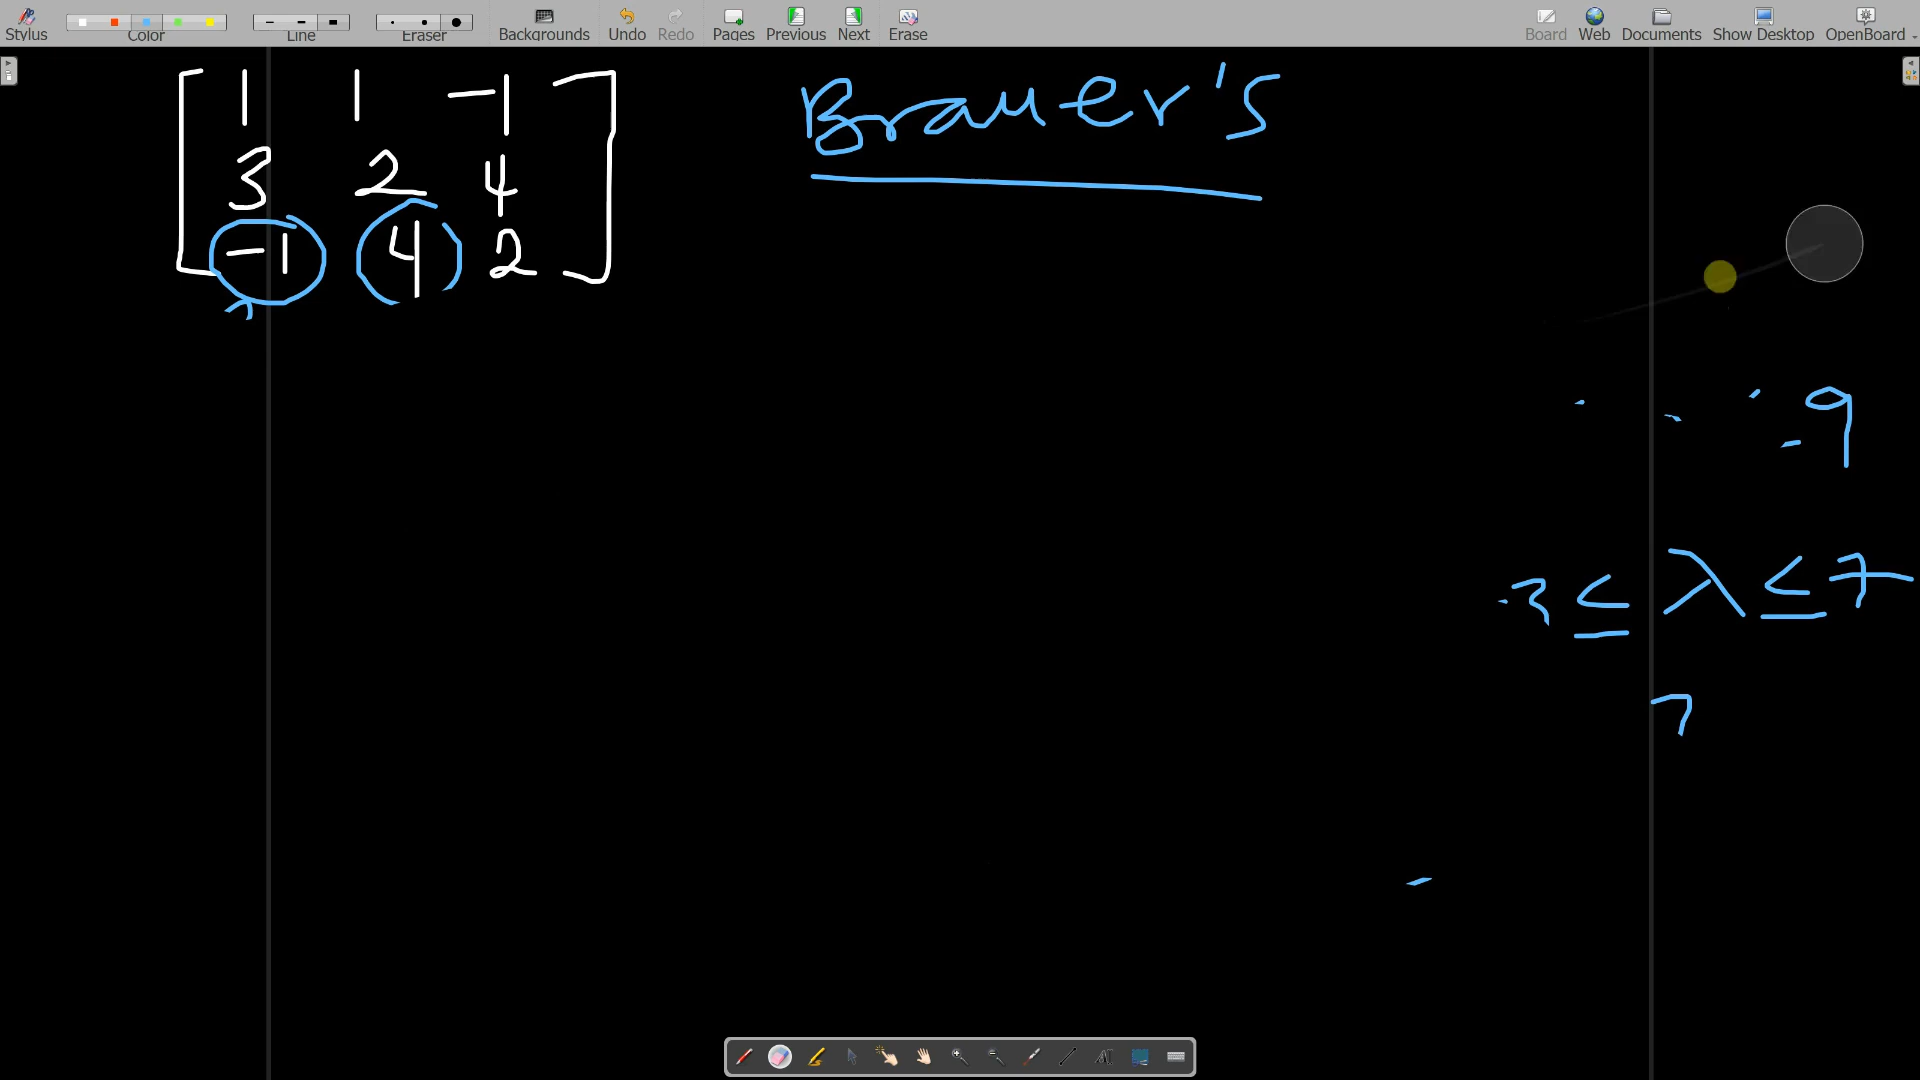 Stylus Color Line Eraser Backgrounds Undo Redo Pages Previous Next Erase Board Web Documents Show Desktop OpenBoard
1 1 -1
3 2 4
-1 4 2
Brauer's
9
-3 ≤ λ ≤ 7